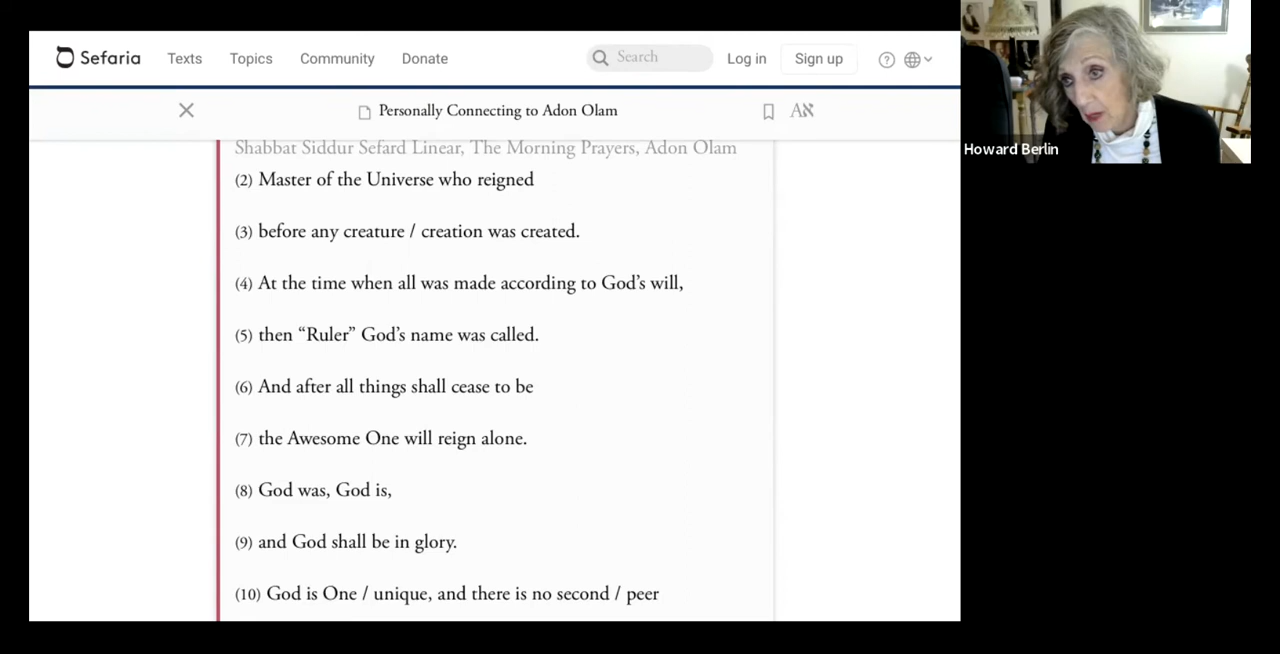 Sefaria Texts Topics Community Donate Search Log in Sign up
Personally Connecting to Adon Olam Aא
Shabbat Siddur Sefard Linear, The Morning Prayers, Adon Olam
(2) Master of the Universe who reigned
(3) before any creature / creation was created.
(4) At the time when all was made according to God’s will,
(5) then “Ruler” God’s name was called.
(6) And after all things shall cease to be
(7) the Awesome One will reign alone.
(8) God was, God is,
(9) and God shall be in glory.
(10) God is One / unique, and there is no second / peer
Howard Berlin